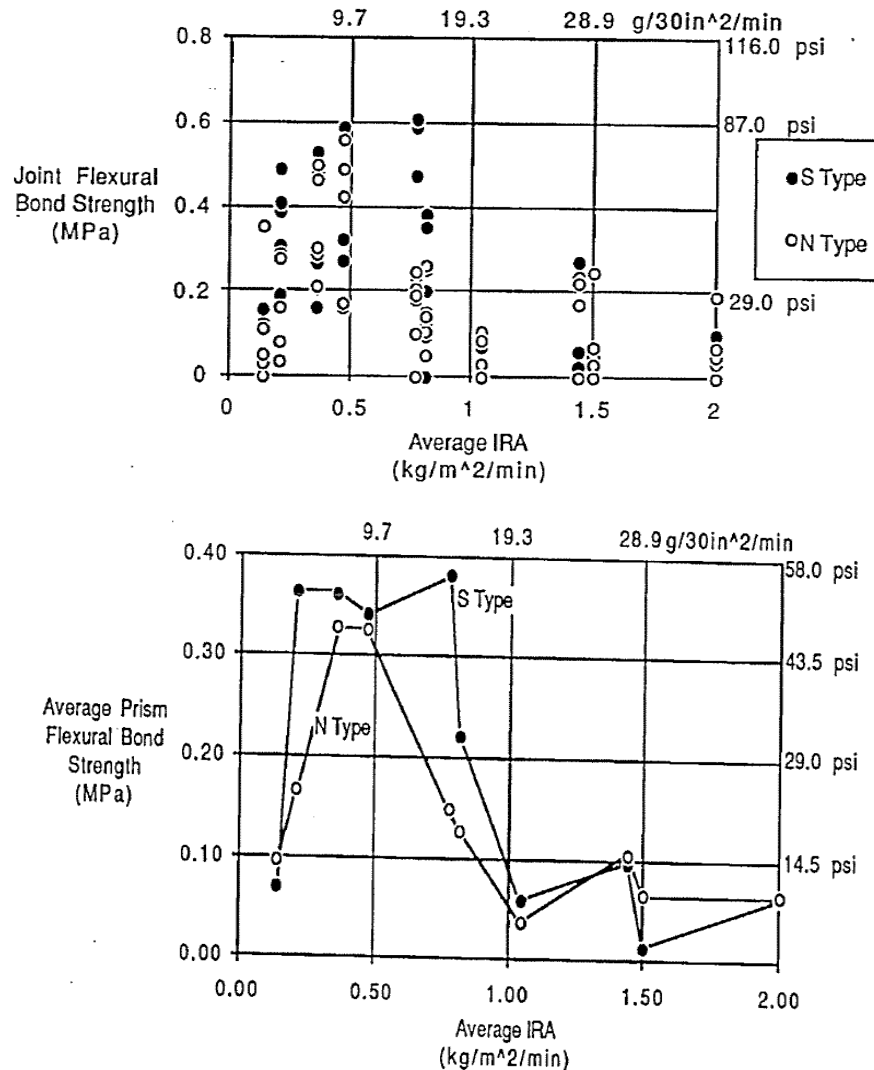 9.7 19.3 28.9 g/30in^2/min
0.8 116.0 psi
0.6 87.0 psi
Joint Flexural
Bond Strength
(MPa)
S Type
N Type
0.4
0.2 29.0 psi
0
0 0.5 1 1.5 2
Average IRA
(kg/m^2/min)
9.7 19.3 28.9 g/30in^2/min
0.40 58.0 psi
S Type
0.30 43.5 psi
Average Prism
Flexural Bond
Strength
(MPa)
N Type
0.20 29.0 psi
0.10 14.5 psi
0.00
0.00 0.50 1.00 1.50 2.00
Average IRA
(kg/m^2/min)